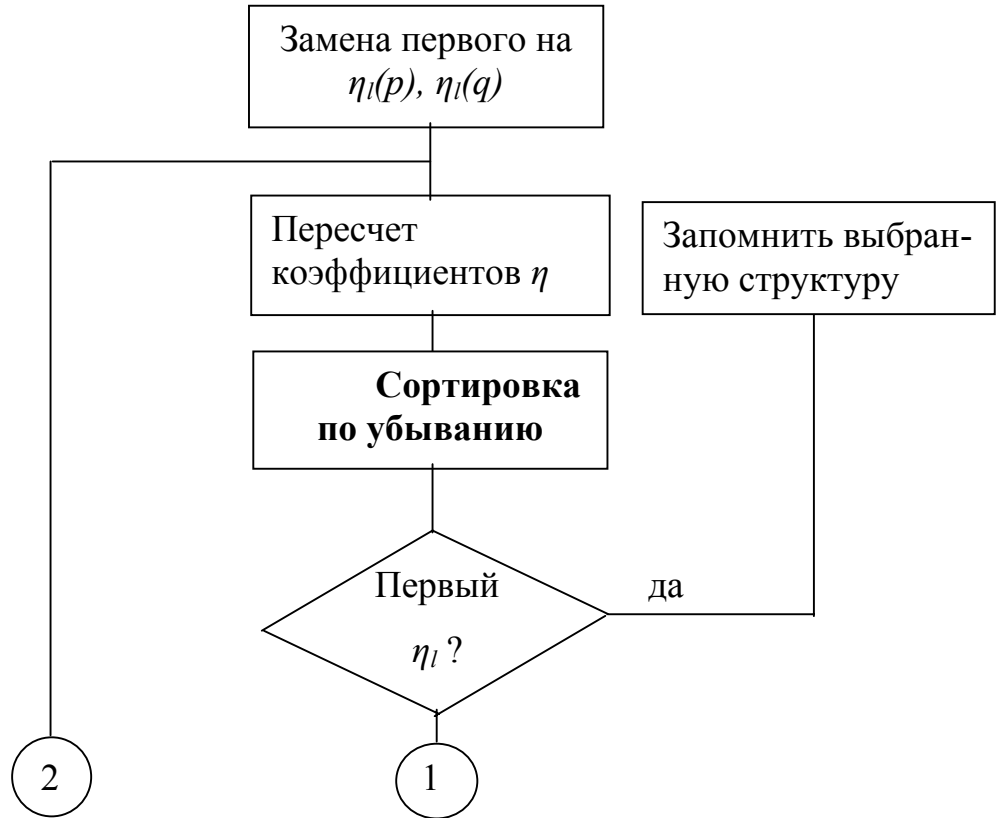 Замена первого на
ηl(p), ηl(q)
Пересчет
коэффициентов η
Запомнить выбран-
ную структуру
Сортировка
по убыванию
Первый
ηl ?
да
2
1